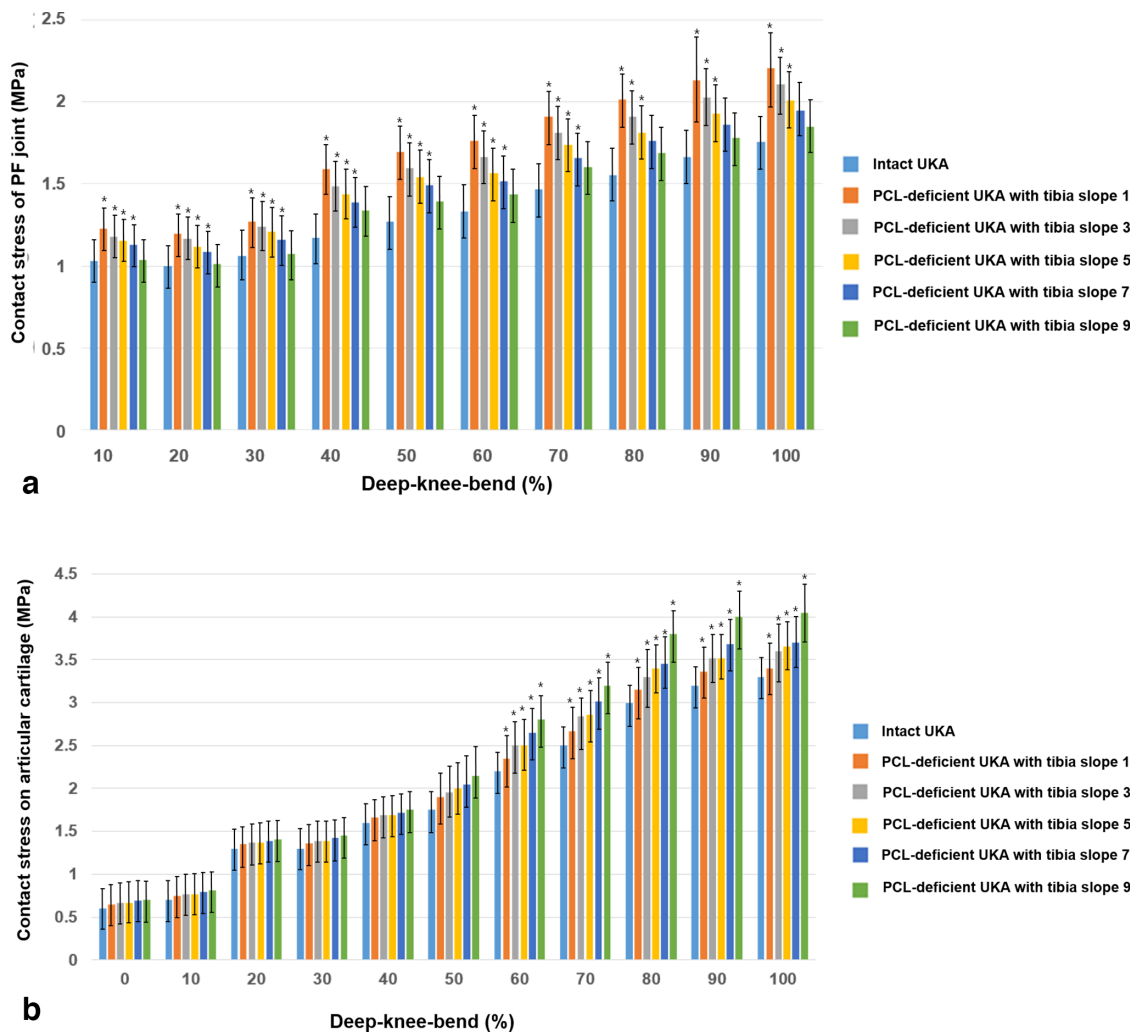 2.5
2
1.5
1
0.5
0
Contact stress of PF joint (MPa)
* * * * * * * * * * * * * * * * * * * * * * * * * * * * * * * * * * * * *
10 20 30 40 50 60 70 80 90 100
Deep-knee-bend (%)
Intact UKA
PCL-deficient UKA with tibia slope 1
PCL-deficient UKA with tibia slope 3
PCL-deficient UKA with tibia slope 5
PCL-deficient UKA with tibia slope 7
PCL-deficient UKA with tibia slope 9
a
4.5
4
3.5
3
2.5
2
1.5
1
0.5
0
Contact stress on articular cartilage (MPa)
* * * * * * * * * * * * * * * * * * * * * * * * *
0 10 20 30 40 50 60 70 80 90 100
Deep-knee-bend (%)
Intact UKA
PCL-deficient UKA with tibia slope 1
PCL-deficient UKA with tibia slope 3
PCL-deficient UKA with tibia slope 5
PCL-deficient UKA with tibia slope 7
PCL-deficient UKA with tibia slope 9
b